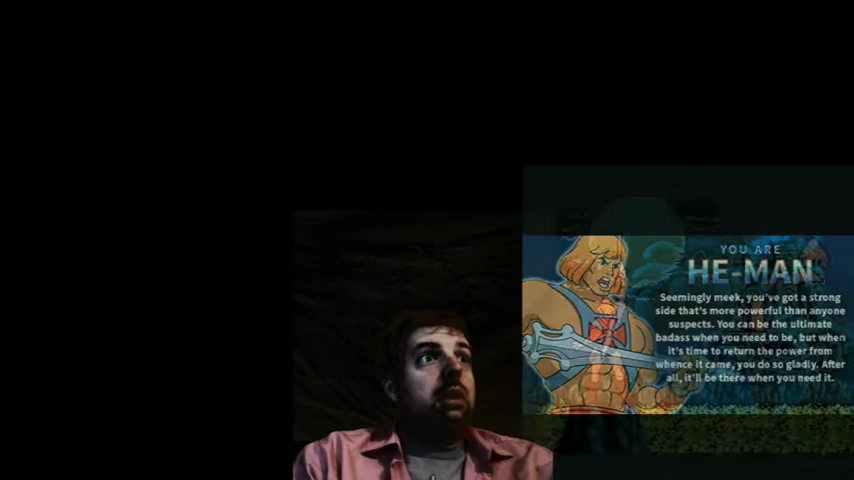 YOU ARE
HE-MAN
Seemingly meek, you've got a strong
side that's more powerful than anyone
suspects. You can be the ultimate
badass when you need to be, but when
it's time to return the power from
whence it came, you do so gladly. After
all, it'll be there when you need it.